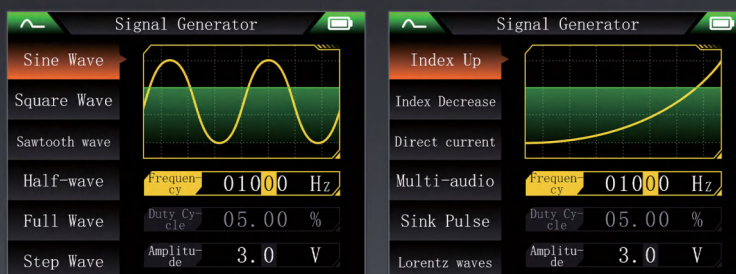 Signal Generator
Sine Wave
Square Wave
Sawtooth wave
Half-wave
Full Wave
Step Wave
Frequen-
cy
01000 Hz
Duty Cy-
cle
05.00 %
Amplitu-
de
3.0 V
Signal Generator
Index Up
Index Decrease
Direct current
Multi-audio
Sink Pulse
Lorentz waves
Frequen-
cy
01000 Hz
Duty Cy-
cle
05.00 %
Amplitu-
de
3.0 V